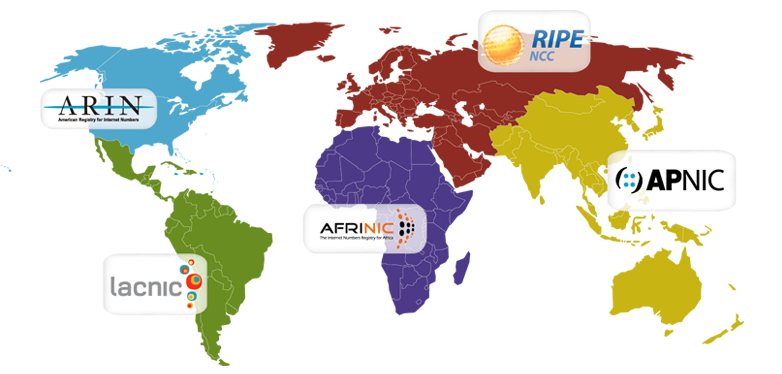 RIPE
NCC
ARIN
American Registry for Internet Numbers
APNIC
AFRINIC
The Internet Numbers Registry for Africa
lacnic